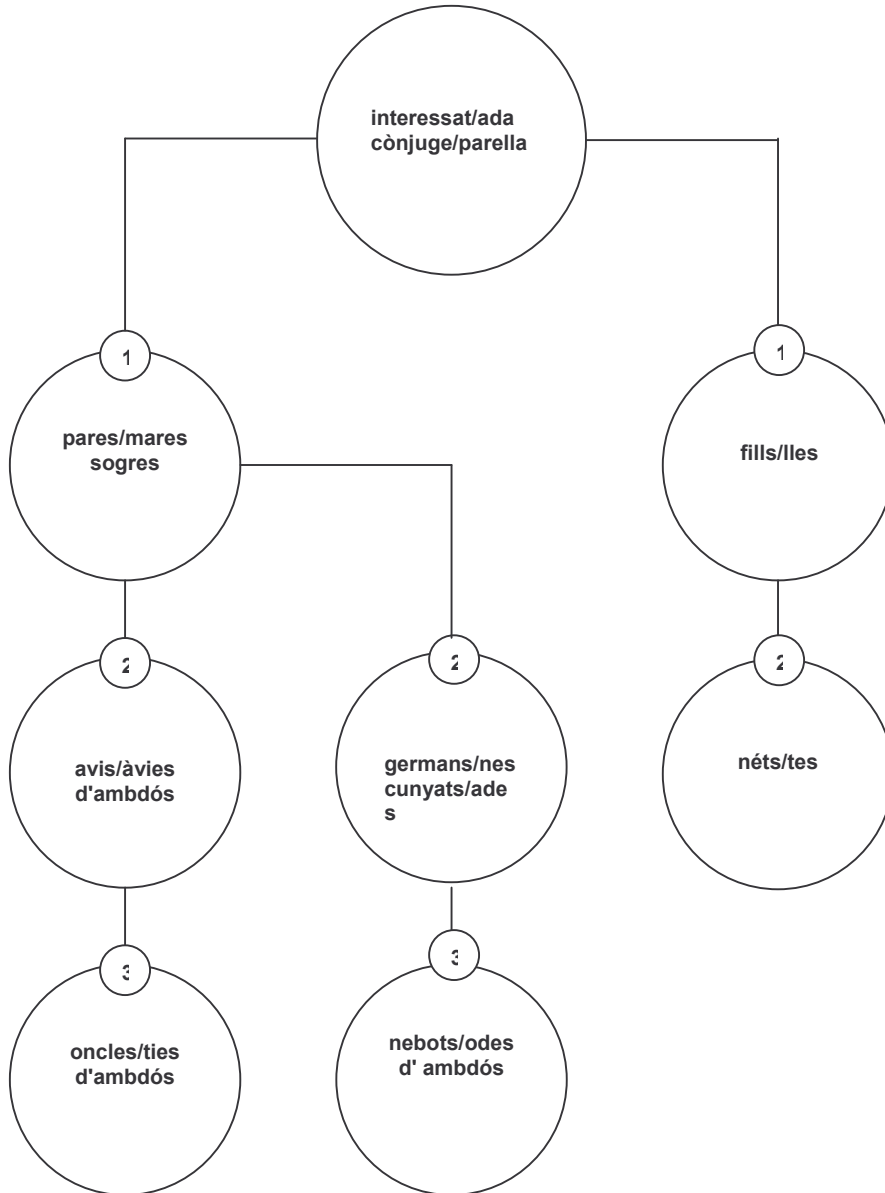 interessat/ada
cònjuge/parella
1
1
pares/mares
sogres
fills/lles
2
2
2
avis/àvies
d'ambdós
germans/nes
cunyats/ade
s
néts/tes
3
3
oncles/ties
d'ambdós
nebots/odes
d' ambdós